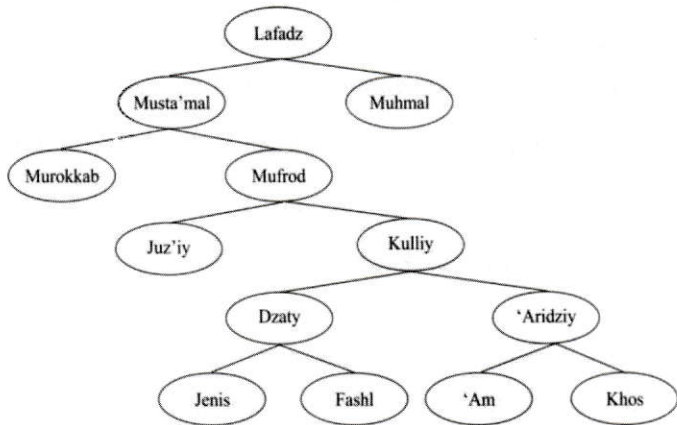 Lafadz
Musta’mal
Muhmal
Murokkab
Mufrod
Juz’iy
Kulliy
Dzaty
‘Aridziy
Jenis
Fashl
‘Am
Khos